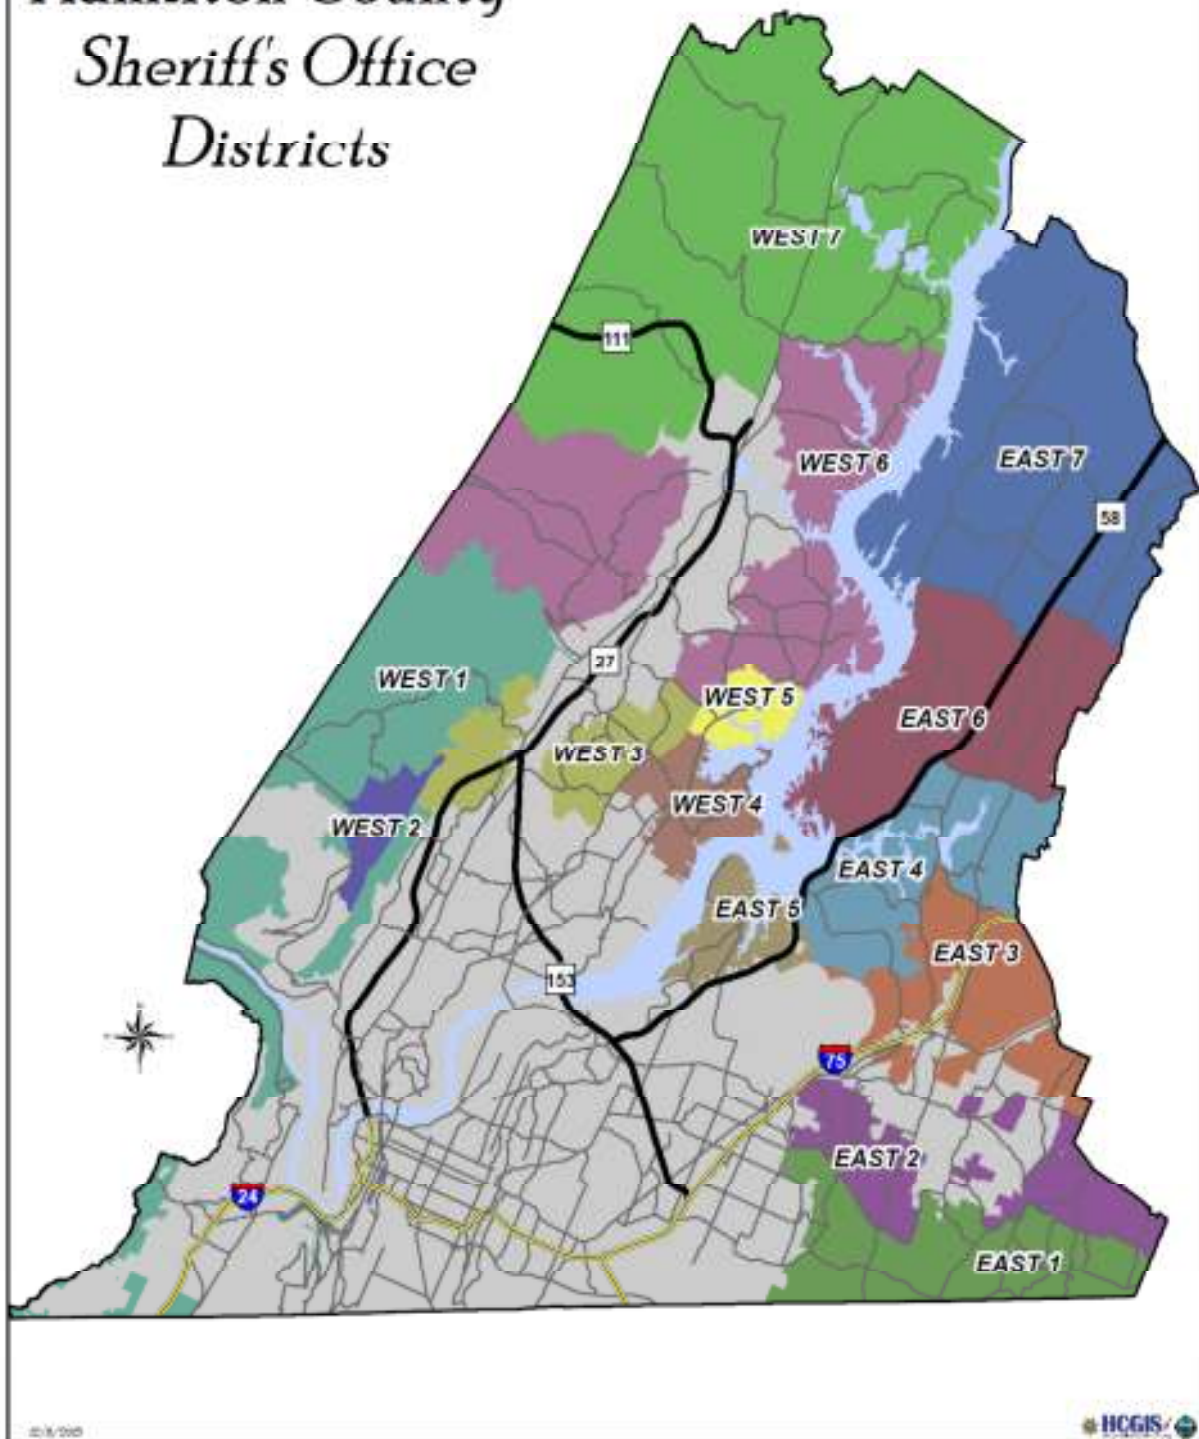 Hamilton County
Sheriff's Office
Districts
WEST 7
111
WEST 6
EAST 7
58
27
WEST 1
WEST 5
EAST 6
WEST 3
WEST 4
WEST 2
EAST 4
EAST 5
EAST 3
153
75
EAST 2
24
EAST 1
HCGIS